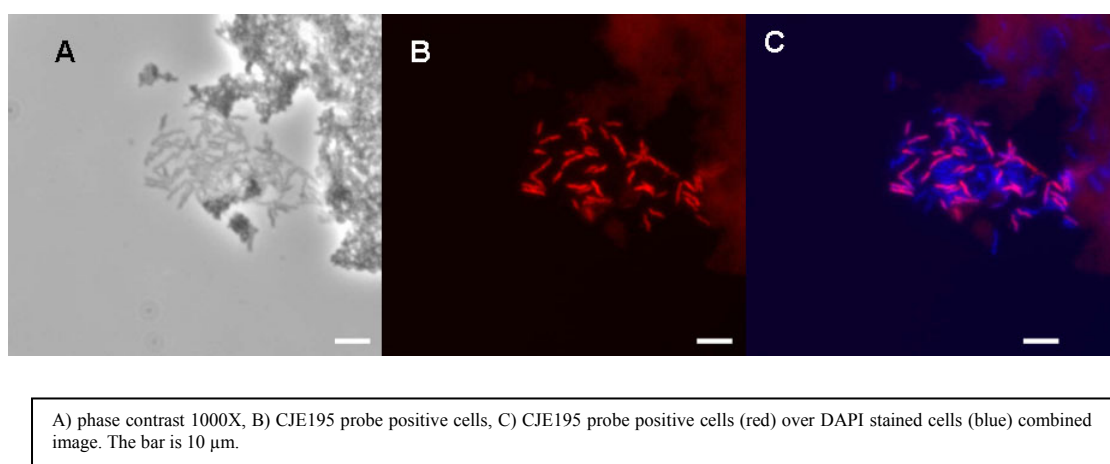 A
B
C
A) phase contrast 1000X, B) CJE195 probe positive cells, C) CJE195 probe positive cells (red) over DAPI stained cells (blue) combined
image. The bar is 10 µm.